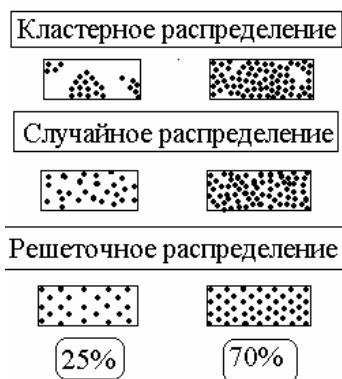 Кластерное распределение
Случайное распределение
Решеточное распределение
25% 70%